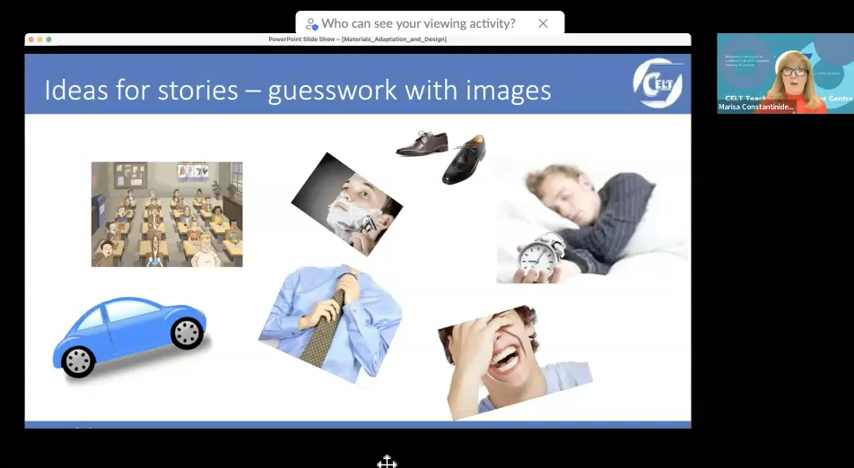 Who can see your viewing activity?
PowerPoint Slide Show – [Materials_Adaptation_and_Design]
Ideas for stories – guesswork with images
CELT
Marisa Constantinide...